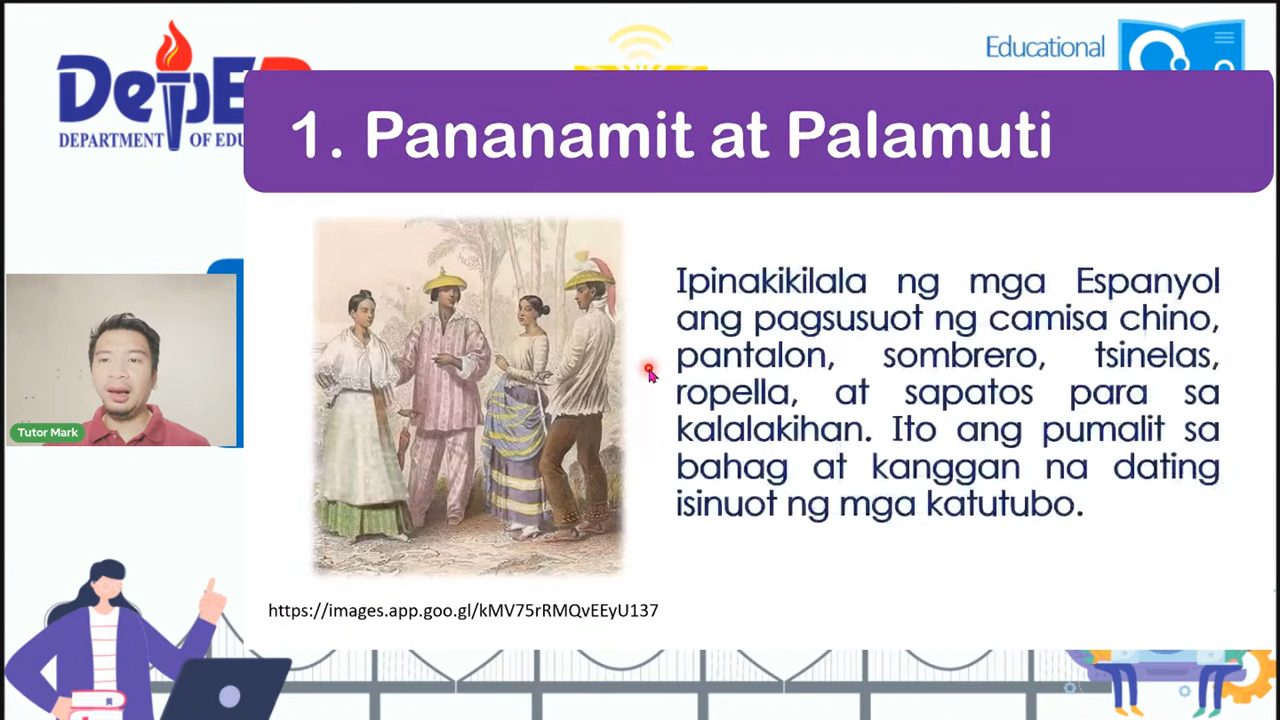 DepE
DEPARTMENT OF EDU
Educational
1. Pananamit at Palamuti
Ipinakikilala ng mga Espanyol
ang pagsusuot ng camisa chino,
pantalon, sombrero, tsinelas,
ropella, at sapatos para sa
kalalakihan. Ito ang pumalit sa
bahag at kanggan na dating
isinuot ng mga katutubo.
Tutor Mark
https://images.app.goo.gl/kMV75rRMQvEEyU137